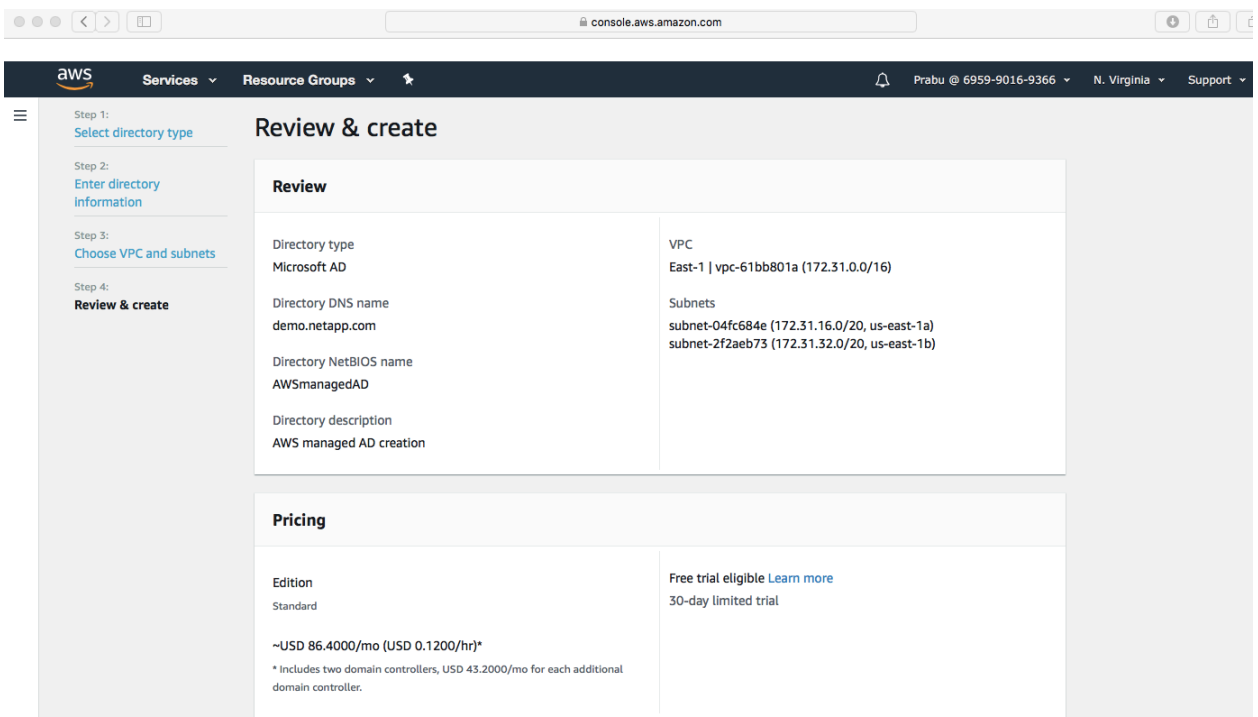 console.aws.amazon.com
aws
Services
Resource Groups
Prabu @ 6959-9016-9366
N. Virginia
Support
Step 1:
Select directory type
Step 2:
Enter directory
information
Step 3:
Choose VPC and subnets
Step 4:
Review & create
Review & create
Review
Directory type
Microsoft AD
Directory DNS name
demo.netapp.com
Directory NetBIOS name
AWSmanagedAD
Directory description
AWS managed AD creation
VPC
East-1 | vpc-61bb801a (172.31.0.0/16)
Subnets
subnet-04fc684e (172.31.16.0/20, us-east-1a)
subnet-2f2aeb73 (172.31.32.0/20, us-east-1b)
Pricing
Edition
Standard
~USD 86.4000/mo (USD 0.1200/hr)*
* Includes two domain controllers, USD 43.2000/mo for each additional
domain controller.
Free trial eligible Learn more
30-day limited trial